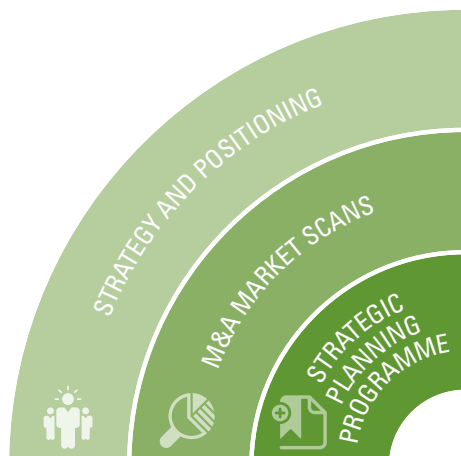 STRATEGY AND POSITIONING
M&A MARKET SCANS
STRATEGIC
PLANNING
PROGRAMME